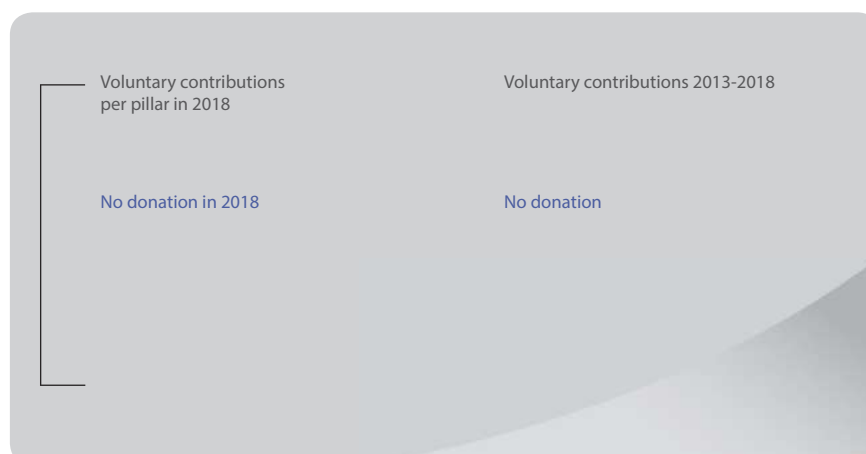 Voluntary contributions
per pillar in 2018
Voluntary contributions 2013-2018
No donation in 2018
No donation